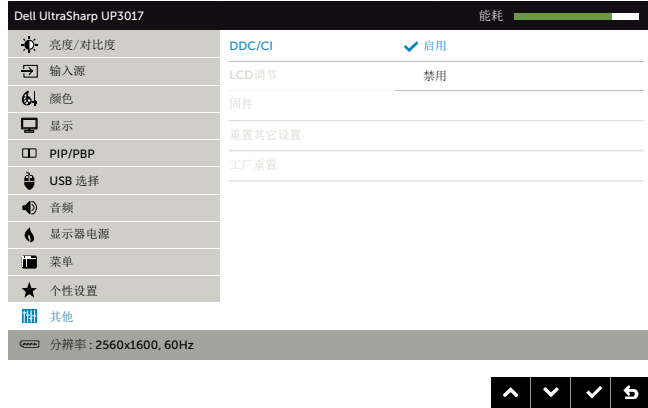 Dell UltraSharp UP3017 能耗
亮度/对比度 DDC/CI 启用
输入源 LCD调节 禁用
颜色 固件
显示 重置其它设置
PIP/PBP 工厂重置
USB 选择
音频
显示器电源
菜单
个性设置
其他
分辨率 : 2560x1600, 60Hz